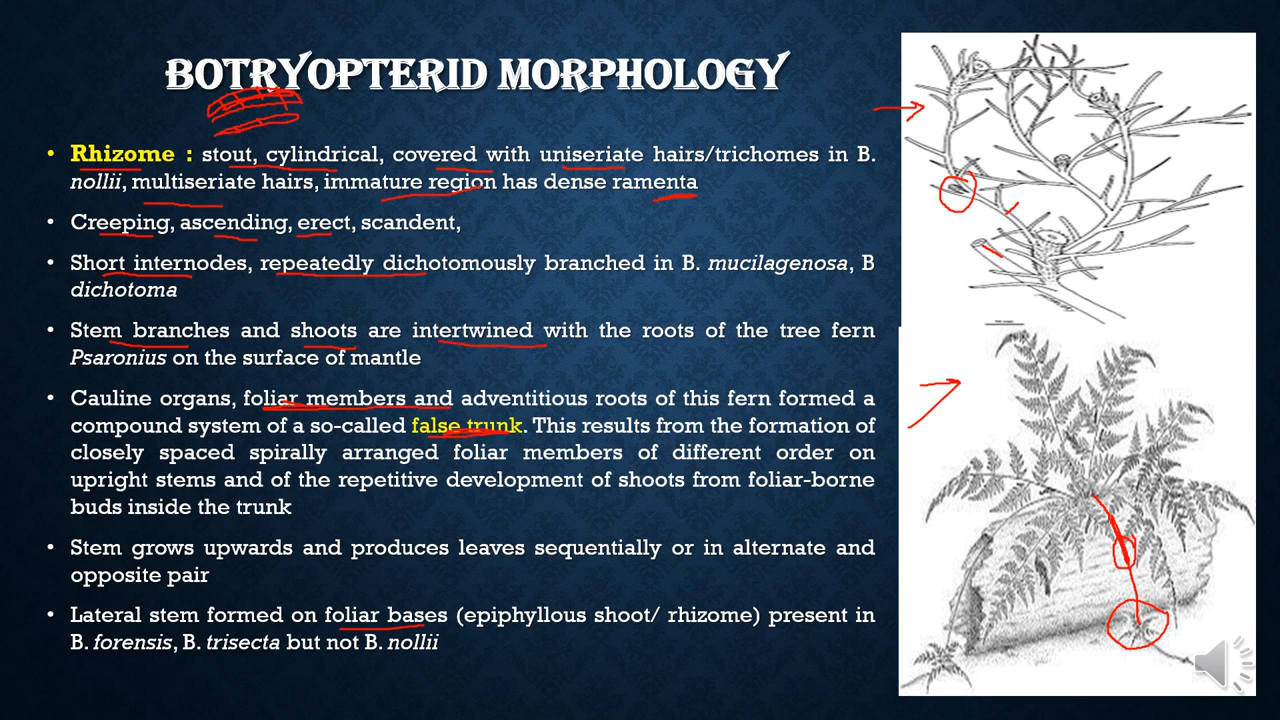 BOTRYOPTERID MORPHOLOGY
• Rhizome : stout, cylindrical, covered with uniseriate hairs/trichomes in B.
nollii, multiseriate hairs, immature region has dense ramenta
• Creeping, ascending, erect, scandent,
• Short internodes, repeatedly dichotomously branched in B. mucilagenosa, B
dichotoma
• Stem branches and shoots are intertwined with the roots of the tree fern
Psaronius on the surface of mantle
• Cauline organs, foliar members and adventitious roots of this fern formed a
compound system of a so-called false trunk. This results from the formation of
closely spaced spirally arranged foliar members of different order on
upright stems and of the repetitive development of shoots from foliar-borne
buds inside the trunk
• Stem grows upwards and produces leaves sequentially or in alternate and
opposite pair
• Lateral stem formed on foliar bases (epiphyllous shoot/ rhizome) present in
B. forensis, B. trisecta but not B. nollii